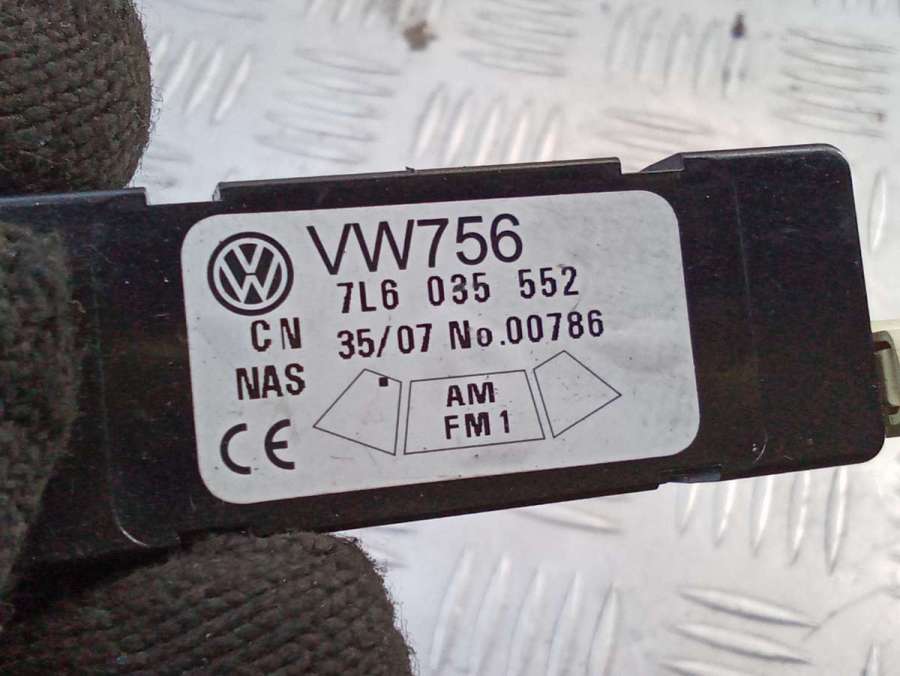 VW756
7L6 035 552
CN 35/07 No.00786
NAS
AM
FM1
CE